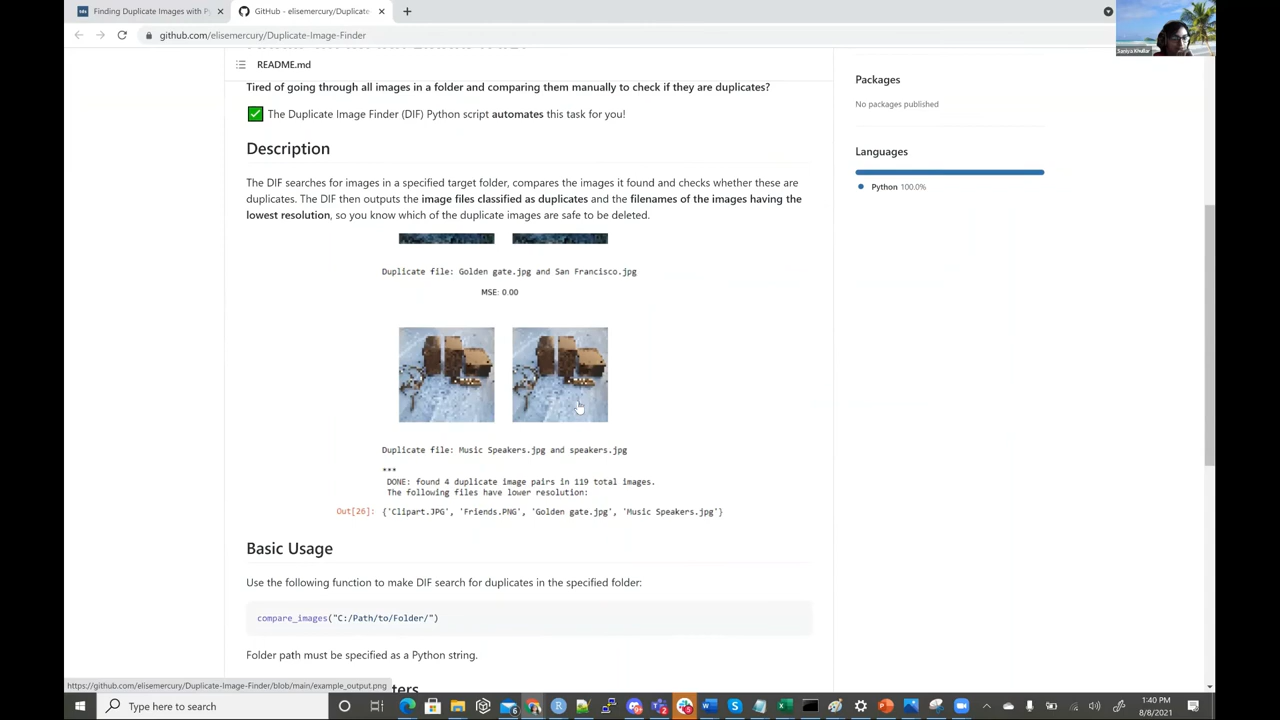 Finding Duplicate Images with P
GitHub - elisemercury/Duplicate
github.com/elisemercury/Duplicate-Image-Finder
README.md
Packages
No packages published
Languages
Python 100.0%
Tired of going through all images in a folder and comparing them manually to check if they are duplicates?
The Duplicate Image Finder (DIF) Python script automates this task for you!
Description
The DIF searches for images in a specified target folder, compares the images it found and checks whether these are
duplicates. The DIF then outputs the image files classified as duplicates and the filenames of the images having the
lowest resolution, so you know which of the duplicate images are safe to be deleted.
Duplicate file: Golden gate.jpg and San Francisco.jpg
MSE: 0.00
Duplicate file: Music Speakers.jpg and speakers.jpg
***
DONE: found 4 duplicate image pairs in 119 total images.
The following files have lower resolution:
Out[26]: {'Clipart.JPG', 'Friends.PNG', 'Golden gate.jpg', 'Music Speakers.jpg'}
Basic Usage
Use the following function to make DIF search for duplicates in the specified folder:
compare_images("C:/Path/to/Folder/")
Folder path must be specified as a Python string.
https://github.com/elisemercury/Duplicate-Image-Finder/blob/main/example_output.png
ters
Type here to search
1:40 PM
8/8/2021